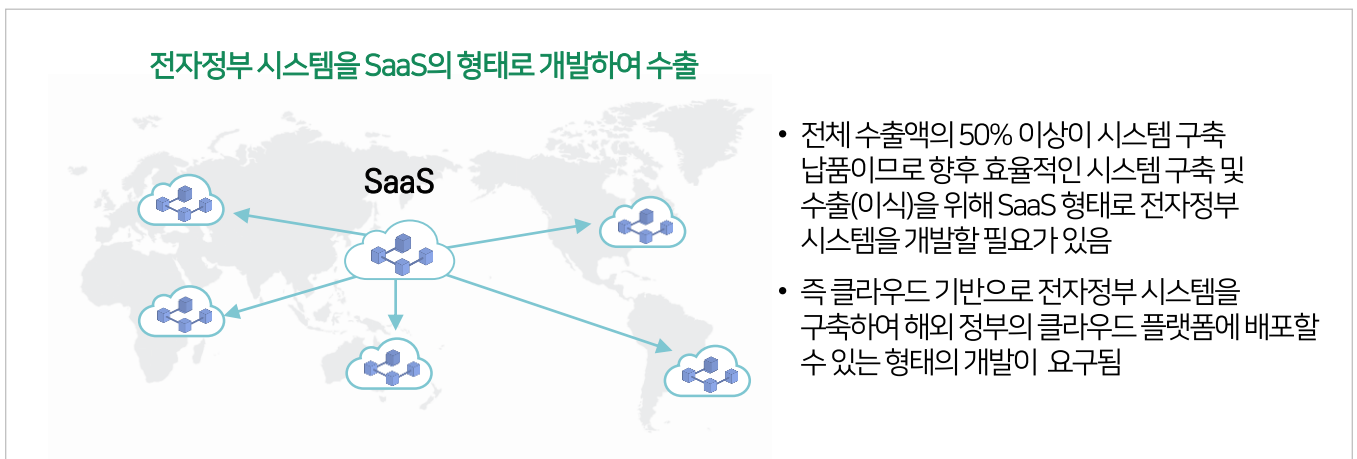 전자정부 시스템을 SaaS의 형태로 개발하여 수출
SaaS
• 전체 수출액의 50% 이상이 시스템 구축
납품이므로 향후 효율적인 시스템 구축 및
수출(이식)을 위해 SaaS 형태로 전자정부
시스템을 개발할 필요가 있음
• 즉 클라우드 기반으로 전자정부 시스템을
구축하여 해외 정부의 클라우드 플랫폼에 배포할
수 있는 형태의 개발이 요구됨